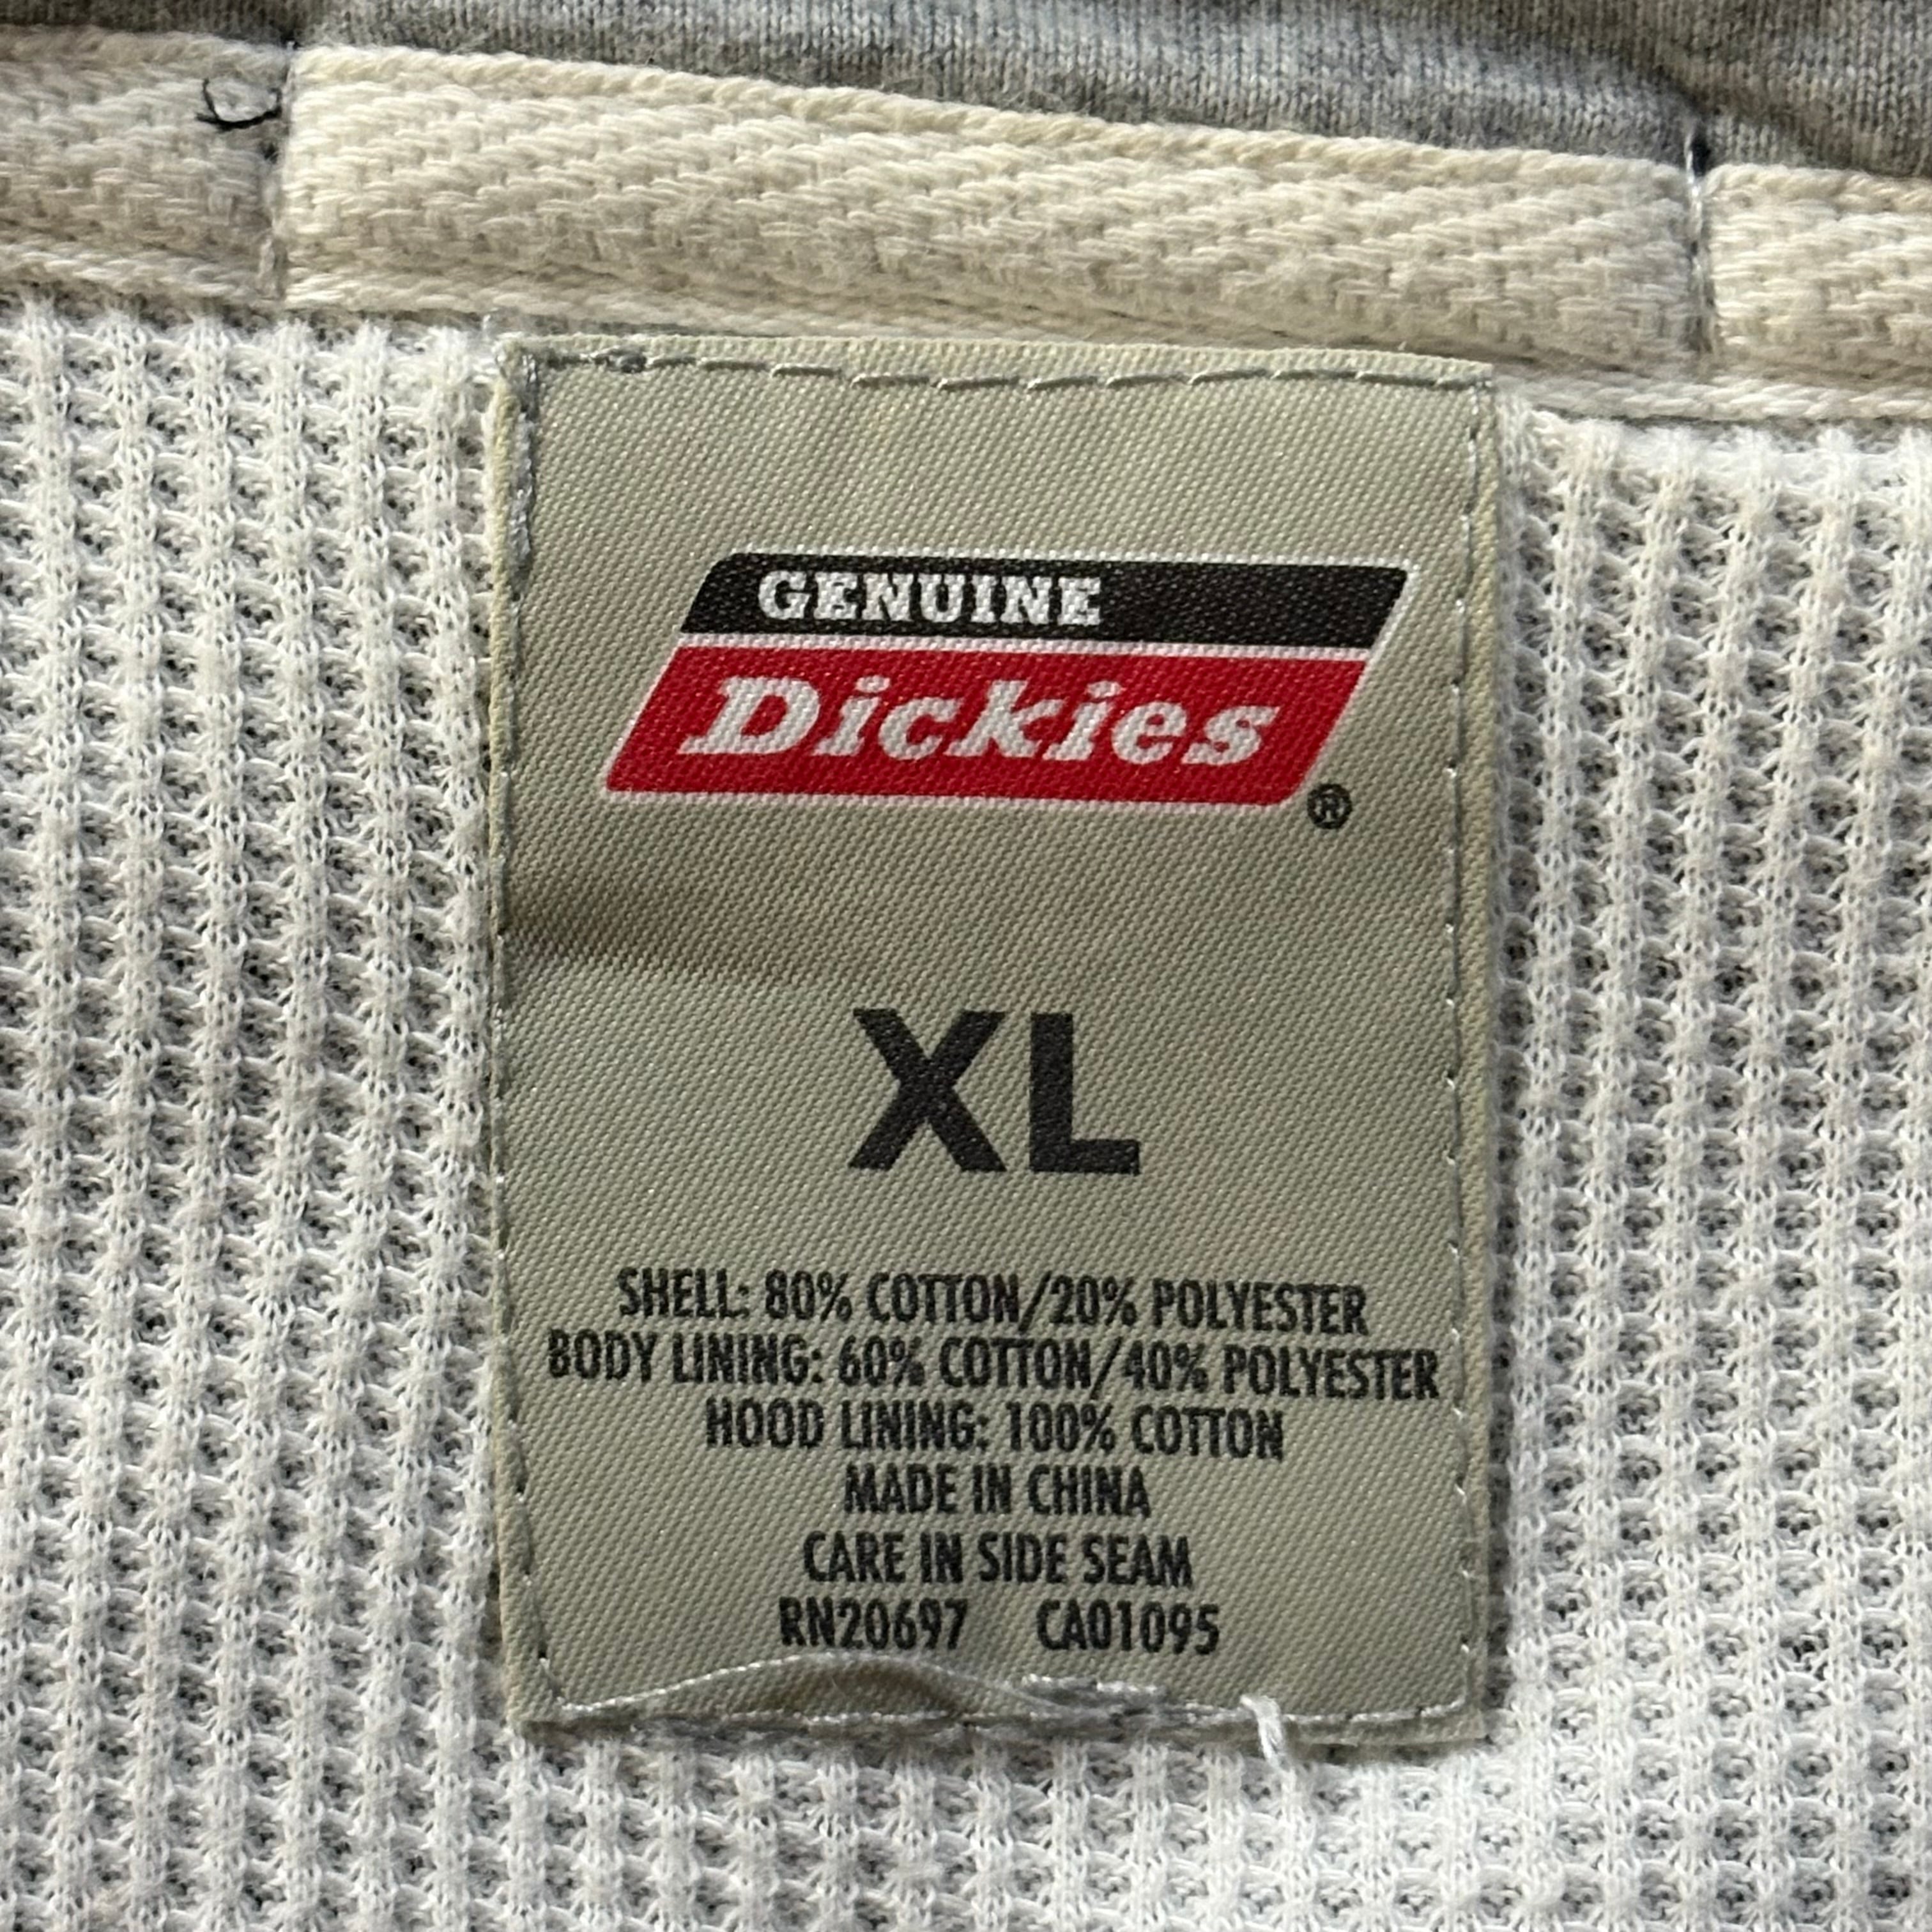 GENUINE
Dickies
®
XL
SHELL: 80% COTTON/20% POLYESTER
BODY LINING: 60% COTTON/40% POLYESTER
HOOD LINING: 100% COTTON
MADE IN CHINA
CARE IN SIDE SEAM
RN20697 CA01095